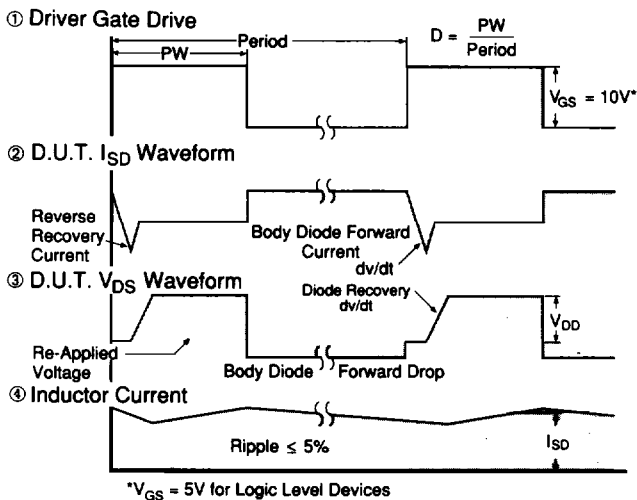 ① Driver Gate Drive
Period
PW
D = PW / Period
V_GS = 10V*
② D.U.T. I_SD Waveform
Reverse
Recovery
Current
Body Diode Forward
Current
dv/dt
③ D.U.T. V_DS Waveform
Diode Recovery
dv/dt
V_DD
Re-Applied
Voltage
Body Diode Forward Drop
④ Inductor Current
Ripple ≤ 5%
I_SD
*V_GS = 5V for Logic Level Devices